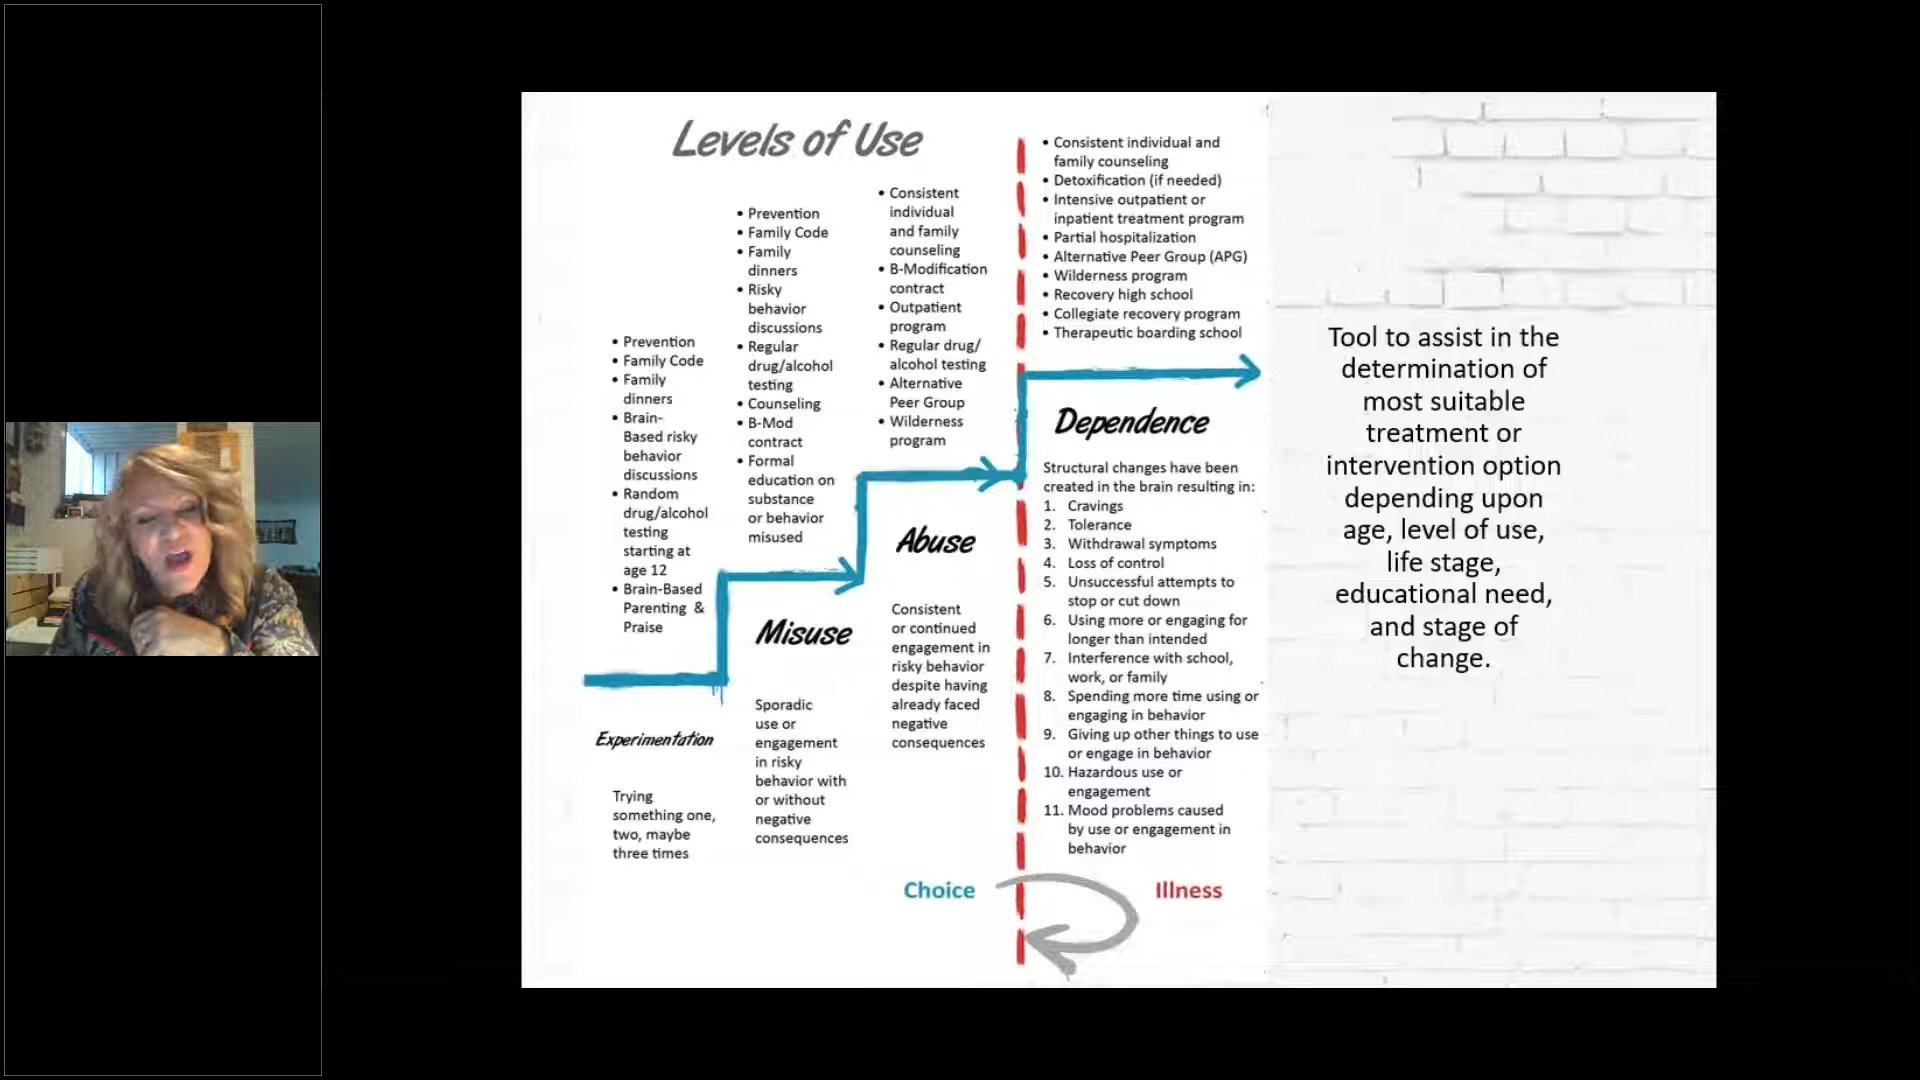 Levels of Use
• Prevention
• Family Code
• Family
dinners
• Brain-
Based risky
behavior
discussions
• Random
drug/alcohol
testing
starting at
age 12
• Brain-Based
Parenting &
Praise
Experimentation
Trying
something one,
two, maybe
three times
• Prevention
• Family Code
• Family
dinners
• Risky
behavior
discussions
• Regular
drug/alcohol
testing
• Counseling
• B-Mod
contract
• Formal
education on
substance
or behavior
misused
Misuse
Sporadic
use or
engagement
in risky
behavior with
or without
negative
consequences
• Consistent
individual
and family
counseling
• B-Modification
contract
• Outpatient
program
• Regular drug/
alcohol testing
• Alternative
Peer Group
• Wilderness
program
Abuse
Consistent
or continued
engagement in
risky behavior
despite having
already faced
negative
consequences
Choice
• Consistent individual and
family counseling
• Detoxification (if needed)
• Intensive outpatient or
inpatient treatment program
• Partial hospitalization
• Alternative Peer Group (APG)
• Wilderness program
• Recovery high school
• Collegiate recovery program
• Therapeutic boarding school
Dependence
Structural changes have been
created in the brain resulting in:
1. Cravings
2. Tolerance
3. Withdrawal symptoms
4. Loss of control
5. Unsuccessful attempts to
stop or cut down
6. Using more or engaging for
longer than intended
7. Interference with school,
work, or family
8. Spending more time using or
engaging in behavior
9. Giving up other things to use
or engage in behavior
10. Hazardous use or
engagement
11. Mood problems caused
by use or engagement in
behavior
Illness
Tool to assist in the
determination of
most suitable
treatment or
intervention option
depending upon
age, level of use,
life stage,
educational need,
and stage of
change.